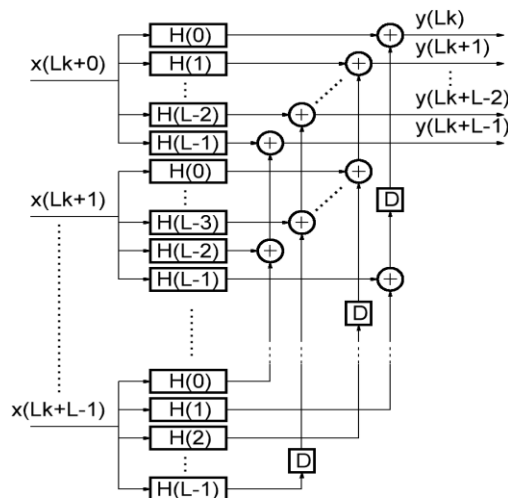 H(0) y(Lk)
x(Lk+0) H(1) y(Lk+1)
H(L-2) y(Lk+L-2)
H(L-1) y(Lk+L-1)
H(0)
x(Lk+1) D
H(L-3)
H(L-2)
H(L-1)
D
H(0)
x(Lk+L-1) H(1)
H(2)
D
H(L-1)